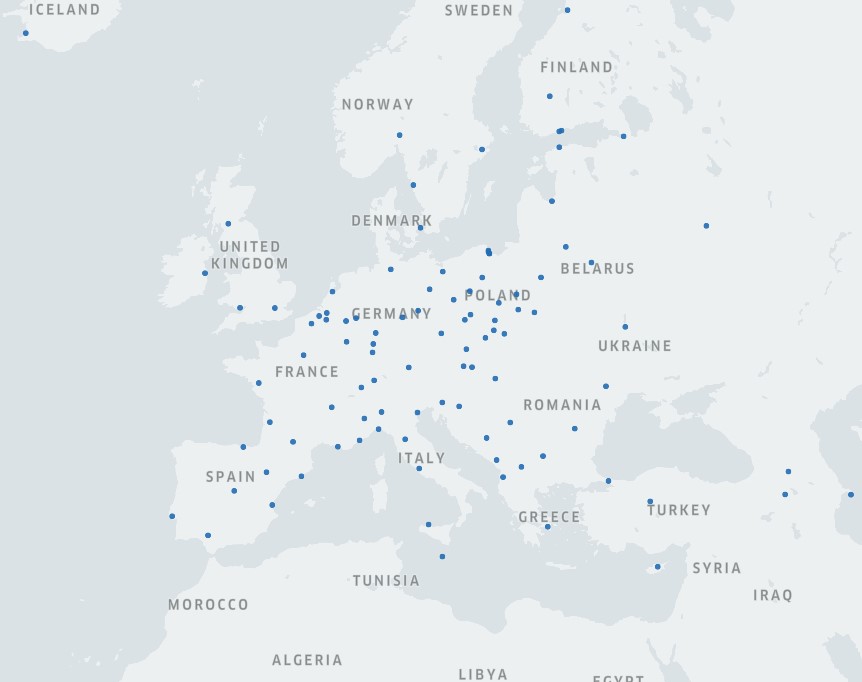 ICELAND
SWEDEN
FINLAND
NORWAY
DENMARK
UNITED
KINGDOM
BELARUS
POLAND
GERMANY
UKRAINE
FRANCE
ROMANIA
ITALY
SPAIN
TURKEY
GREECE
SYRIA
TUNISIA
IRAQ
MOROCCO
ALGERIA
LIBYA
EGYPT